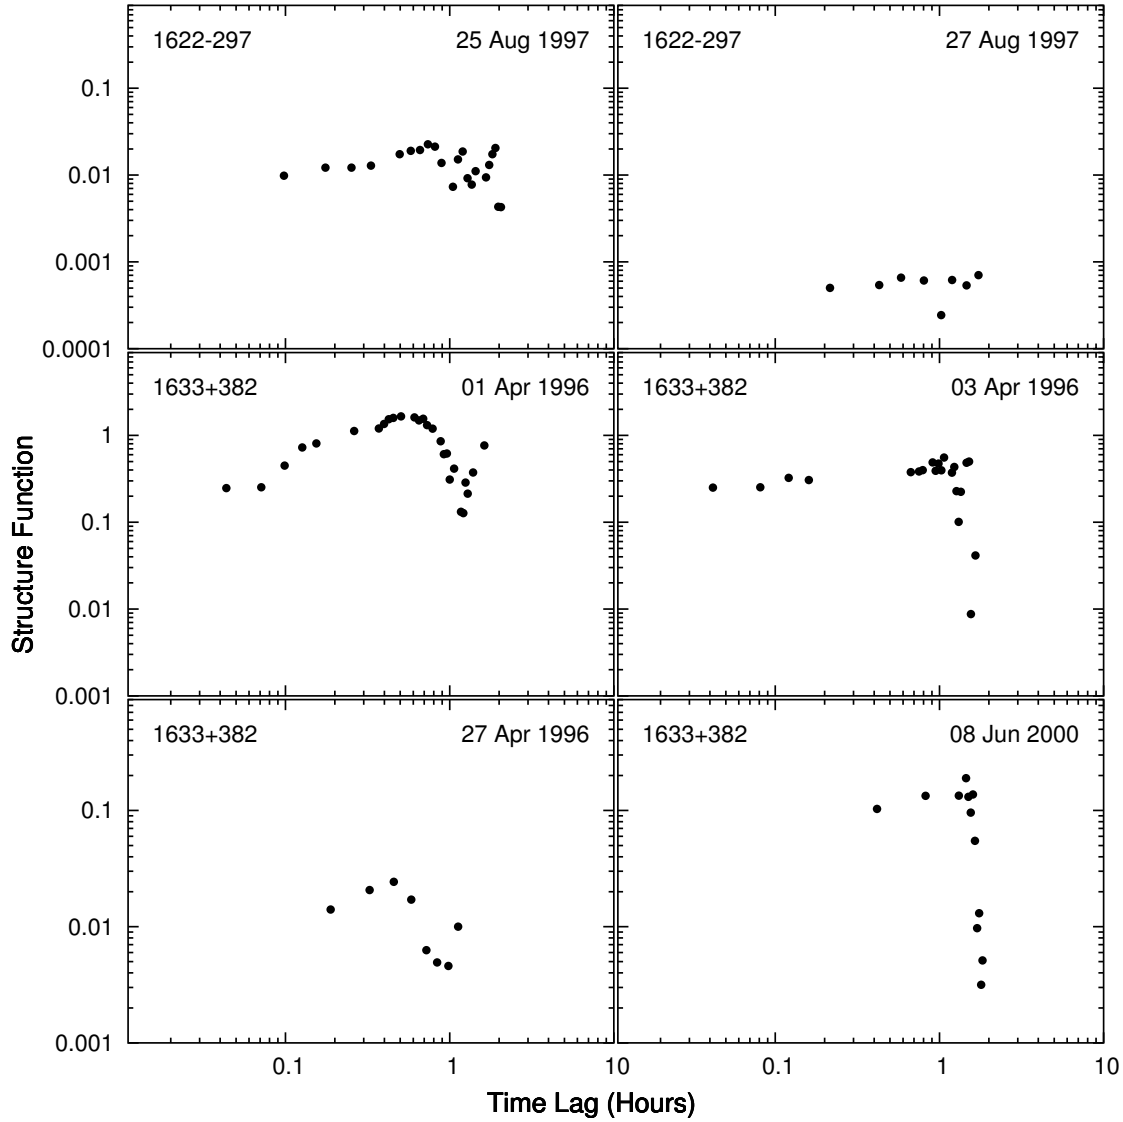 1622-297 25 Aug 1997
1622-297 27 Aug 1997
0.1
0.01
0.001
0.0001
1633+382 01 Apr 1996
1633+382 03 Apr 1996
1
0.1
0.01
0.001
1633+382 27 Apr 1996
1633+382 08 Jun 2000
0.1
0.01
0.001
0.1 1 10 0.1 1 10
Structure Function
Time Lag (Hours)